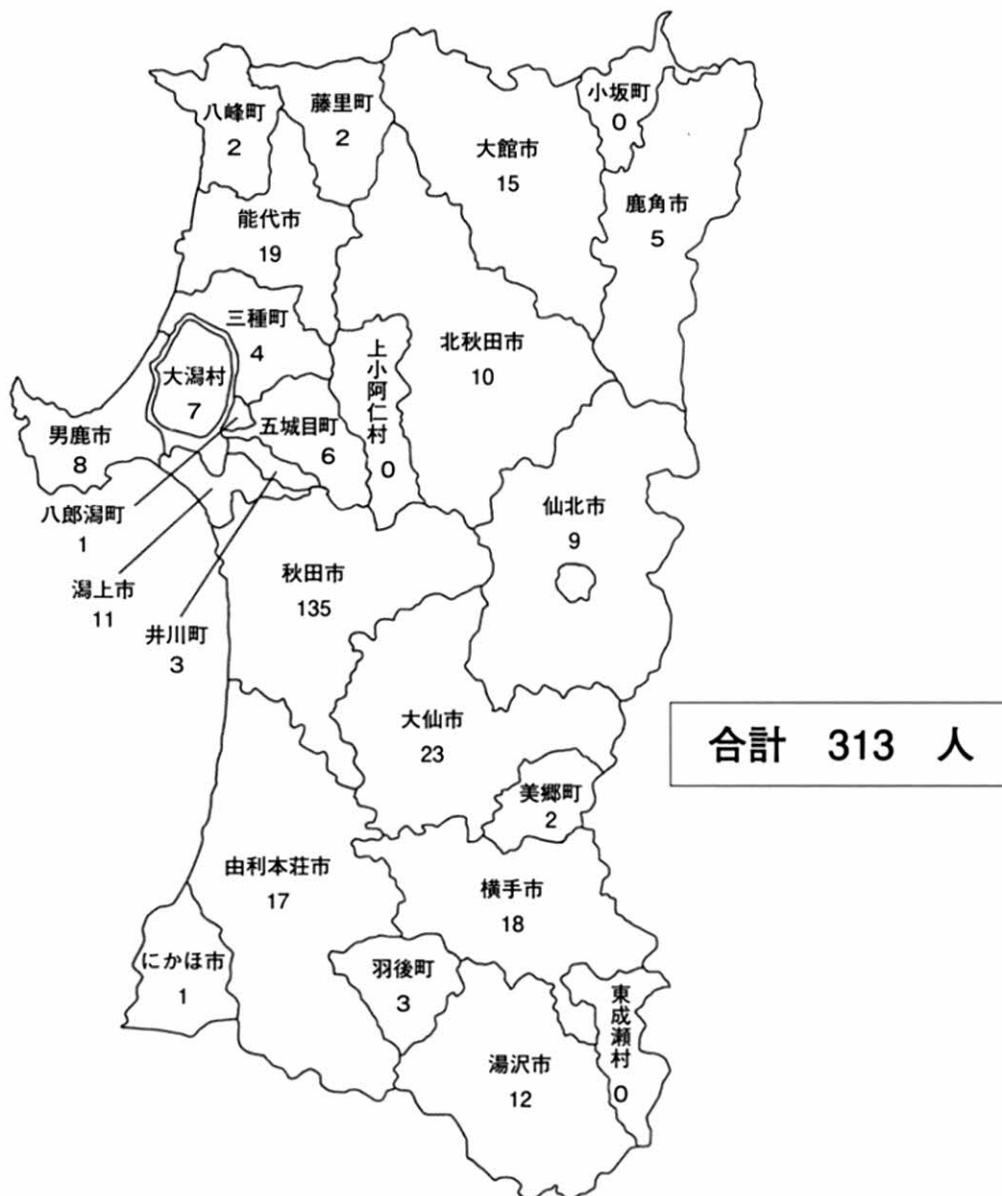 八峰町
2
藤里町
2
小坂町
0
大館市
15
鹿角市
5
能代市
19
三種町
4
北秋田市
10
上小阿仁村
0
大潟村
7
五城目町
6
男鹿市
8
八郎潟町
1
潟上市
11
井川町
3
仙北市
9
秋田市
135
大仙市
23
合計 313 人
美郷町
2
由利本荘市
17
横手市
18
にかほ市
1
羽後町
3
東成瀬村
0
湯沢市
12